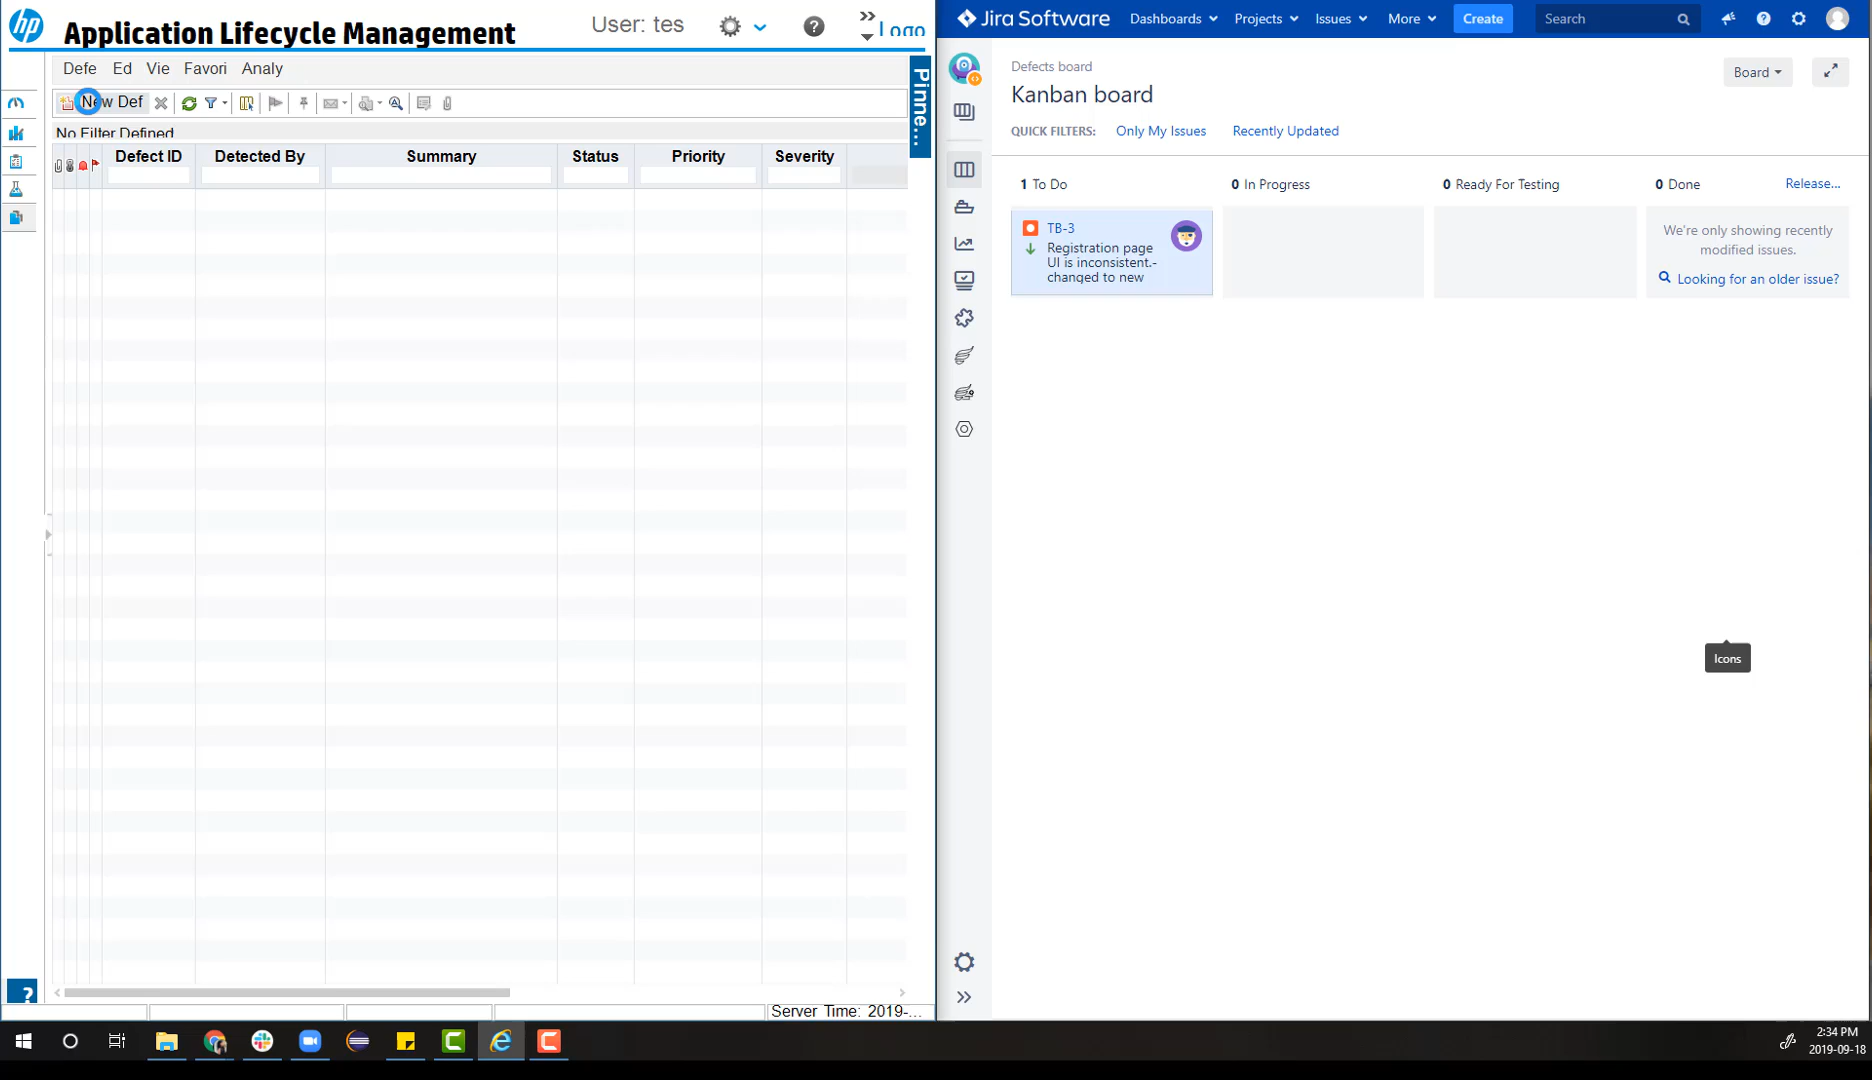 hp
Application Lifecycle Management
User: tes
?
Logo
Defe Ed Vie Favori Analy
New Def
No Filter Defined
Defect ID Detected By Summary Status Priority Severity
Pinne...
?
Server Time: 2019-...
Jira Software Dashboards Projects Issues More Create Search
Defects board
Kanban board
Board
QUICK FILTERS: Only My Issues Recently Updated
1 To Do 0 In Progress 0 Ready For Testing 0 Done Release...
TB-3
Registration page
UI is inconsistent.-
changed to new
We're only showing recently
modified issues.
Looking for an older issue?
Icons
2:34 PM
2019-09-18